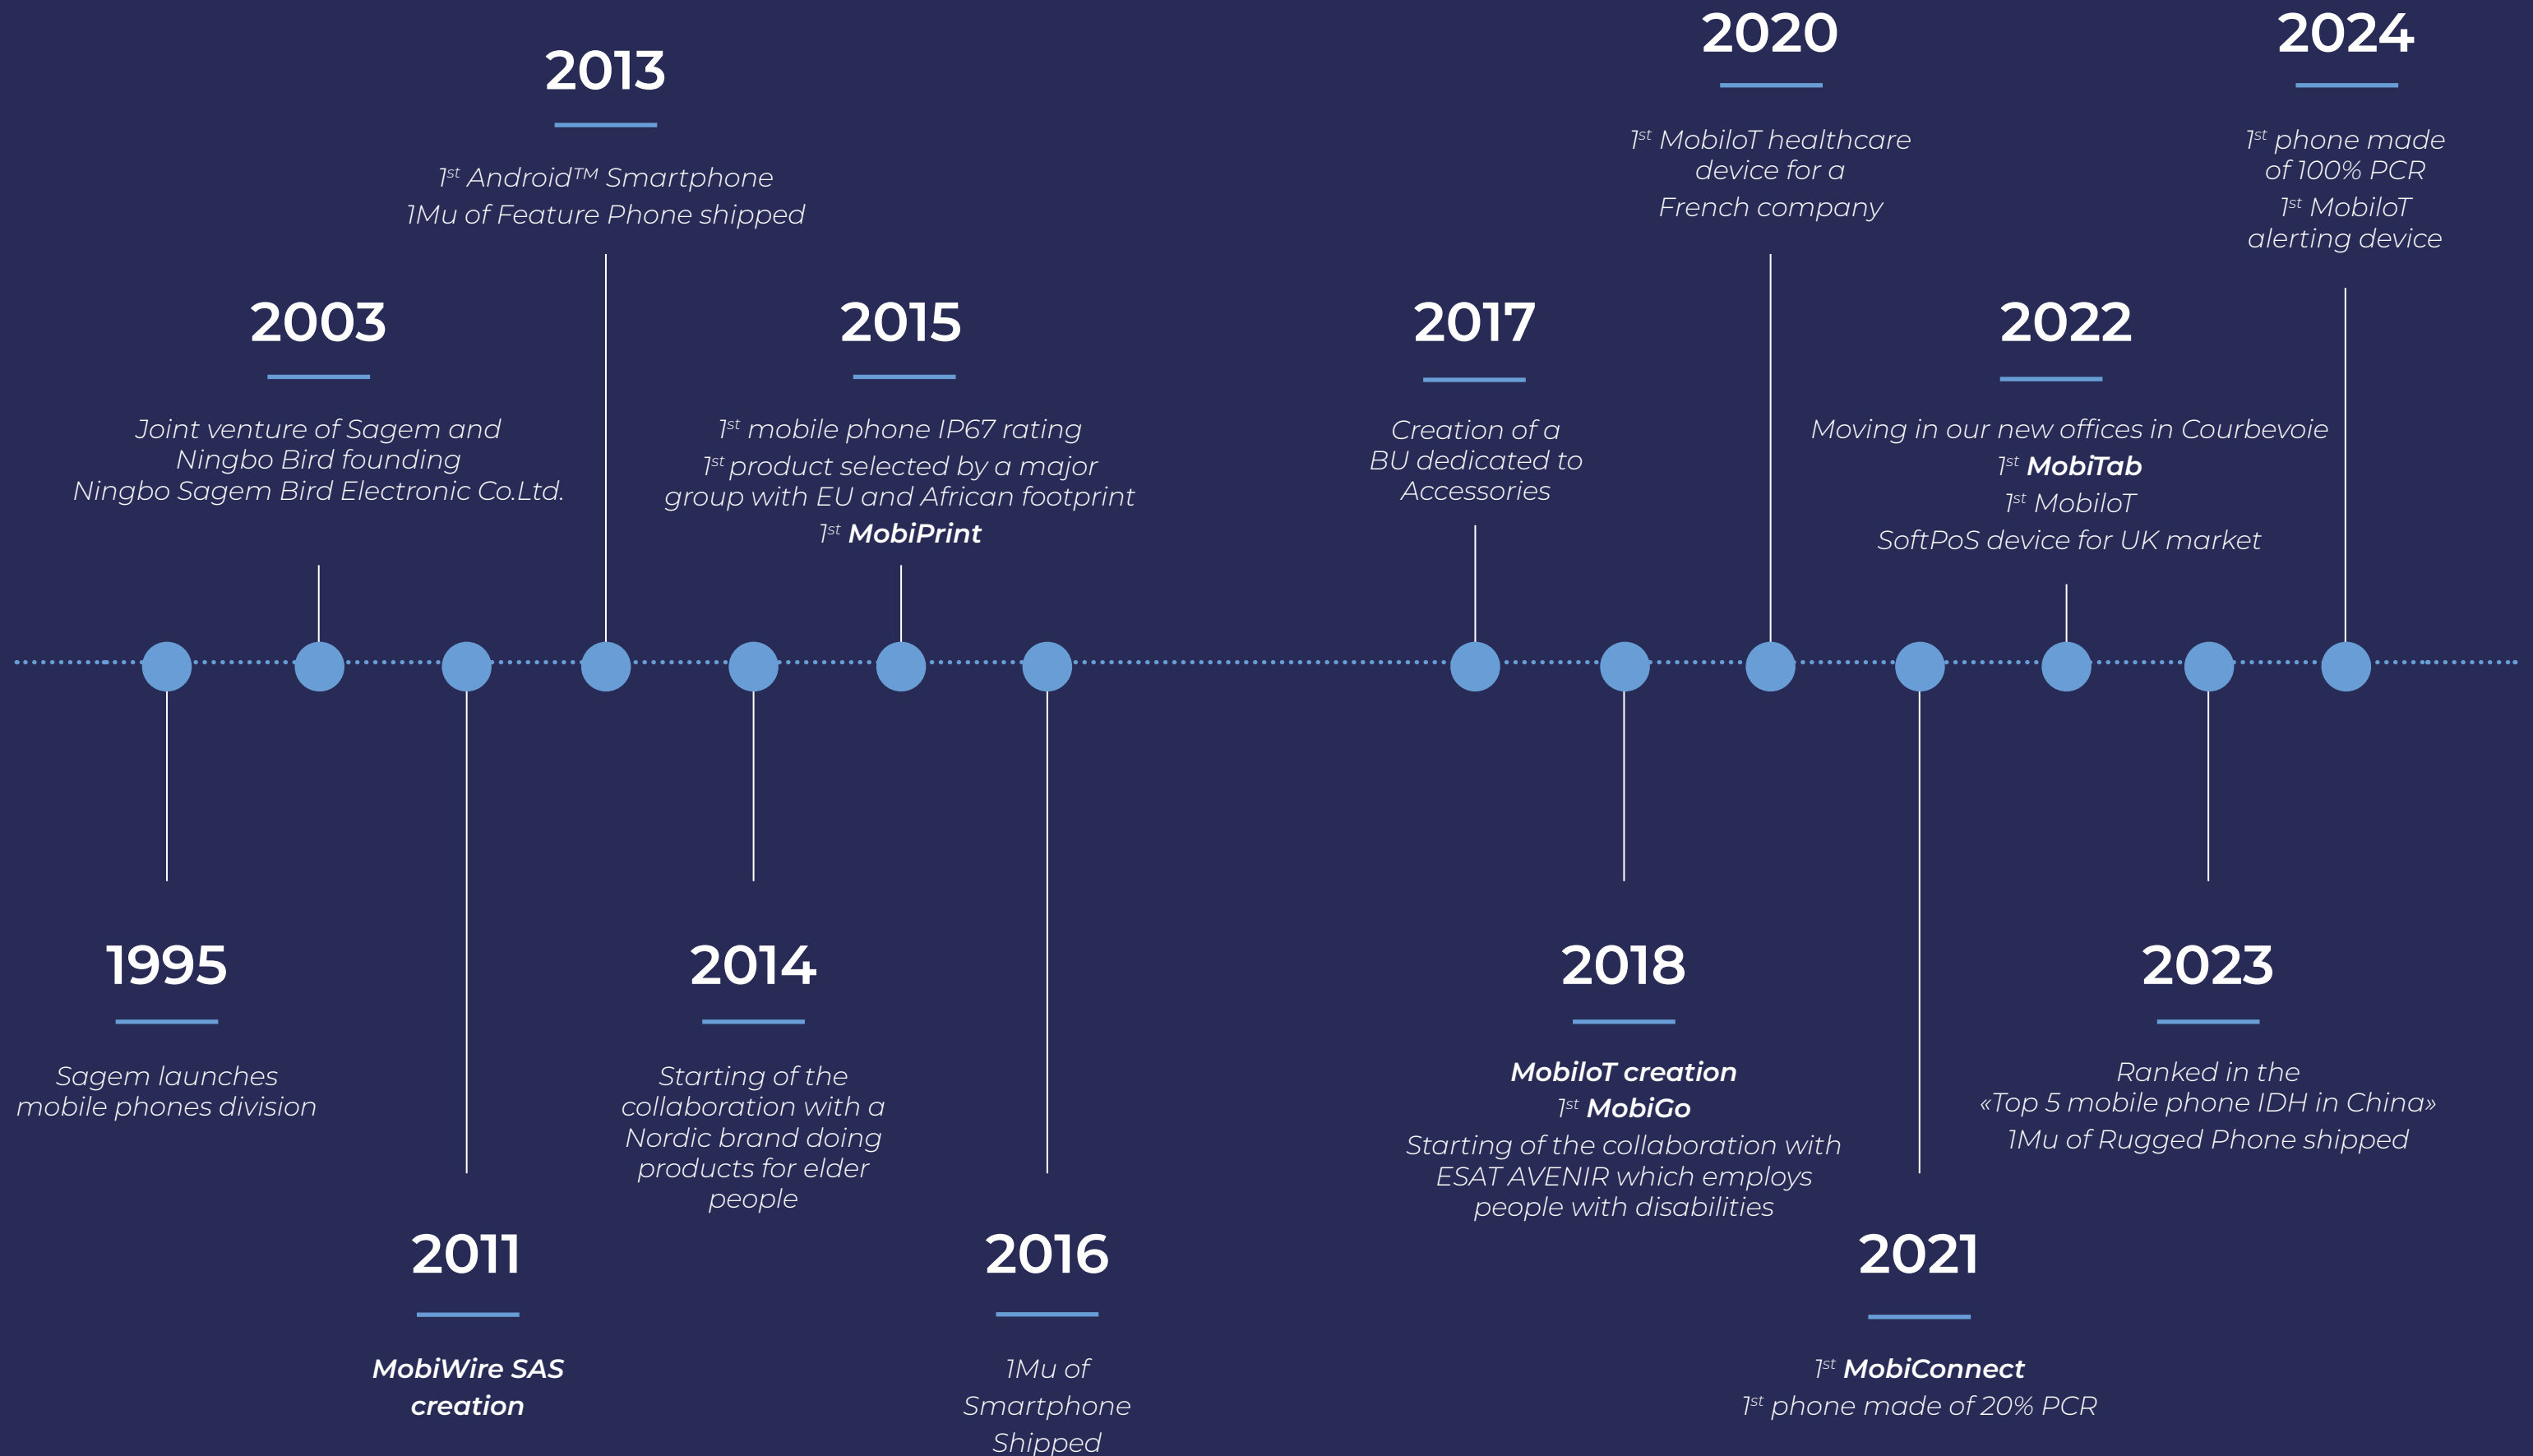 1995
Sagem launches
mobile phones division
2003
Joint venture of Sagem and
Ningbo Bird founding
Ningbo Sagem Bird Electronic Co.Ltd.
2011
MobiWire SAS
creation
2013
1st Android™ Smartphone
1Mu of Feature Phone shipped
2014
Starting of the
collaboration with a
Nordic brand doing
products for elder
people
2015
1st mobile phone IP67 rating
1st product selected by a major
group with EU and African footprint
1st MobiPrint
2016
1Mu of
Smartphone
Shipped
2017
Creation of a
BU dedicated to
Accessories
2018
MobiIoT creation
1st MobiGo
Starting of the collaboration with
ESAT AVENIR which employs
people with disabilities
2020
1st MobiIoT healthcare
device for a
French company
2021
1st MobiConnect
1st phone made of 20% PCR
2022
Moving in our new offices in Courbevoie
1st MobiTab
1st MobiIoT
SoftPoS device for UK market
2023
Ranked in the
«Top 5 mobile phone IDH in China»
1Mu of Rugged Phone shipped
2024
1st phone made
of 100% PCR
1st MobiIoT
alerting device